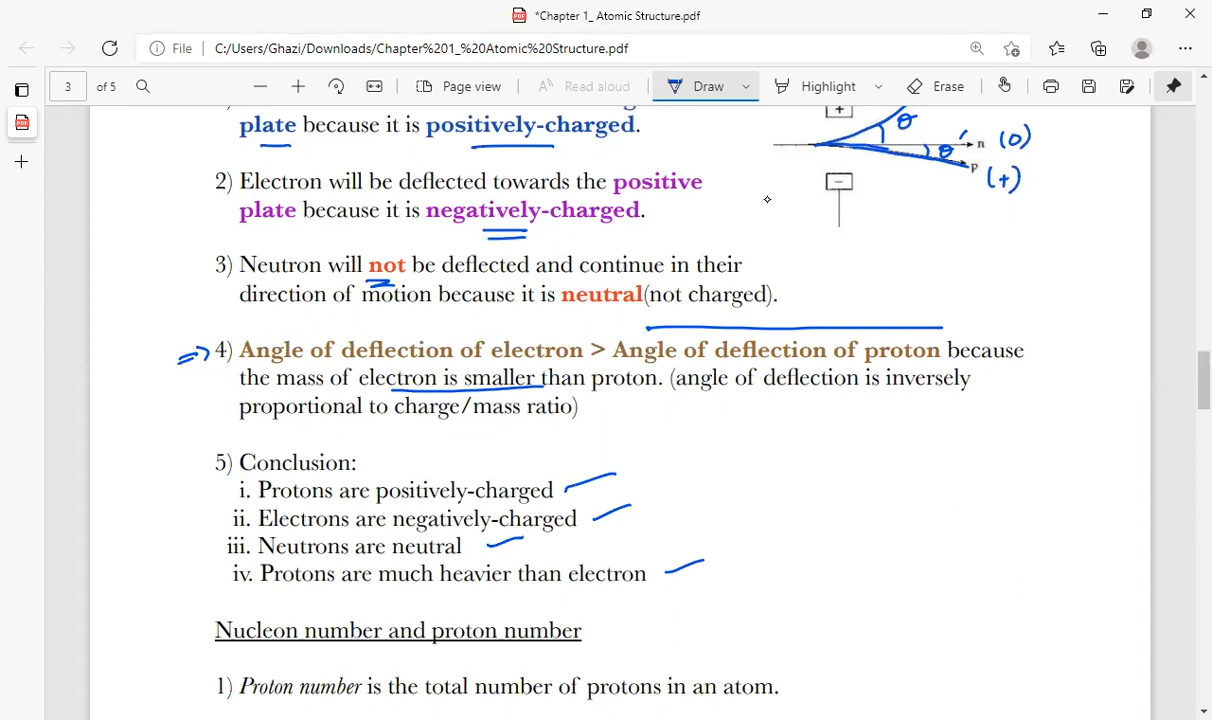 *Chapter 1_ Atomic Structure.pdf
File C:/Users/Ghazi/Downloads/Chapter%201_%20Atomic%20Structure.pdf
3 of 5 Page view Read aloud Draw Highlight Erase
plate because it is positively-charged.
+
θ
n (0)
θ'
p (+)
−
2) Electron will be deflected towards the positive
plate because it is negatively-charged.
3) Neutron will not be deflected and continue in their
direction of motion because it is neutral(not charged).
4) Angle of deflection of electron > Angle of deflection of proton because
the mass of electron is smaller than proton. (angle of deflection is inversely
proportional to charge/mass ratio)
5) Conclusion:
i. Protons are positively-charged
ii. Electrons are negatively-charged
iii. Neutrons are neutral
iv. Protons are much heavier than electron
Nucleon number and proton number
1) Proton number is the total number of protons in an atom.